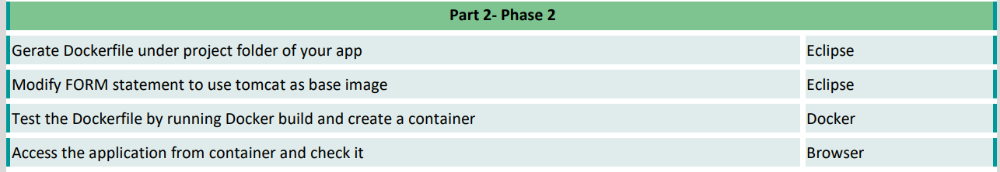 Part 2- Phase 2
Gerate Dockerfile under project folder of your app Eclipse
Modify FORM statement to use tomcat as base image Eclipse
Test the Dockerfile by running Docker build and create a container Docker
Access the application from container and check it Browser